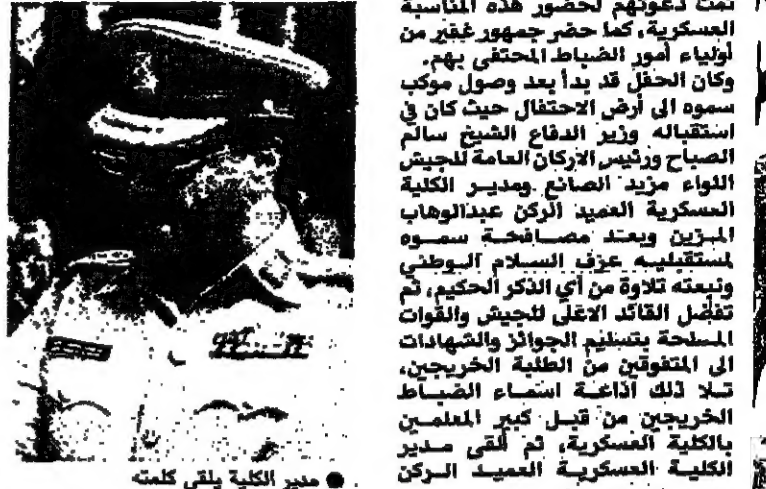 تمت دعوتهم لحضور هذه المناسبة
العسكرية، كما حضر جمهور غفير من
أولياء أمور الضباط المحتفى بهم.
وكان الحفل قد بدأ بعد وصول موكب
سموه الى أرض الاحتفال حيث كان في
استقباله وزير الدفاع الشيخ سالم
الصباح ورئيس الاركان العامة للجيش
اللواء مزيد الصانع ومدير الكلية
العسكرية العميد الركن عبدالوهاب
المزين وبعد مصافحة سموه
لمستقبليه عزف السلام الوطني
وتبعته تلاوة من أي الذكر الحكيم، ثم
تفضل القائد الاعلى للجيش والقوات
المسلحة بتسليم الجوائز والشهادات
الى المتفوقين من الطلبة الخريجين،
تلا ذلك اذاعة اسماء الضباط
الخريجين من قبل كبير المعلمين
بالكلية العسكرية، ثم ألقى مدير
الكلية العسكرية العميد الركن
● مدير الكلية يلقي كلمته